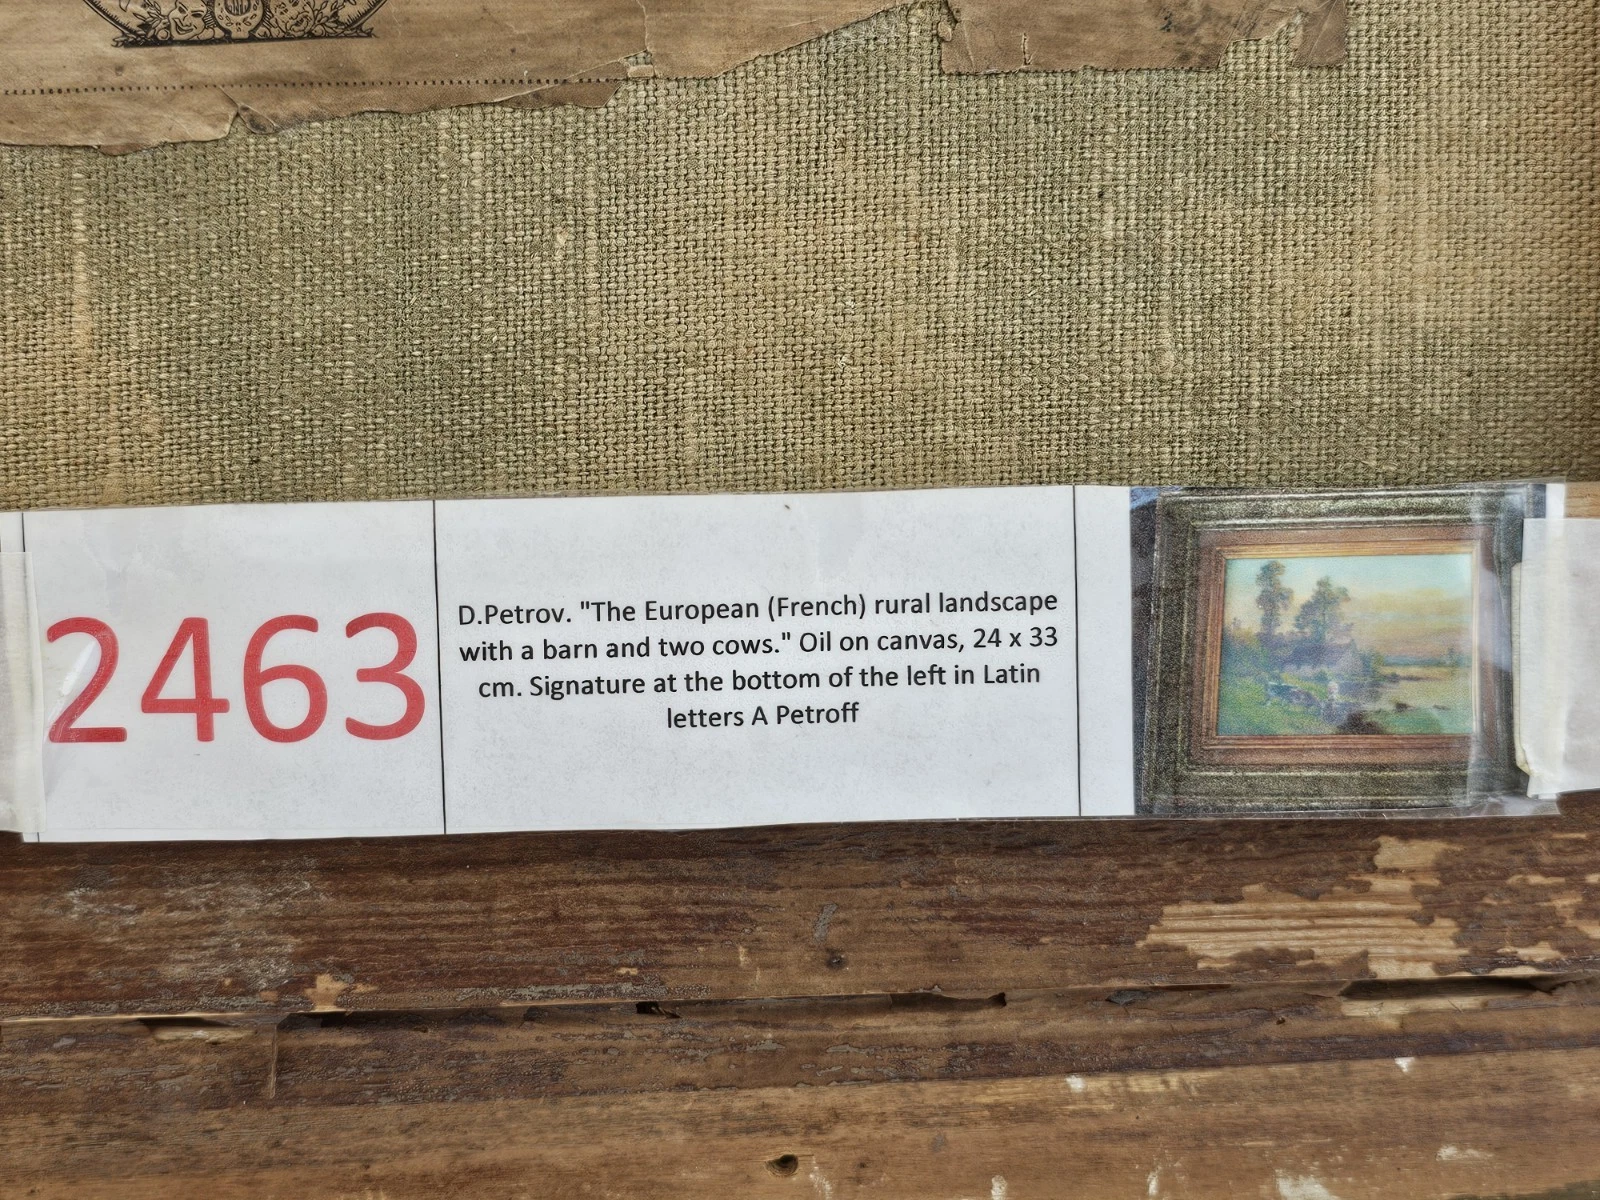 2463
D.Petrov. "The European (French) rural landscape
with a barn and two cows." Oil on canvas, 24 x 33
cm. Signature at the bottom of the left in Latin
letters A Petroff